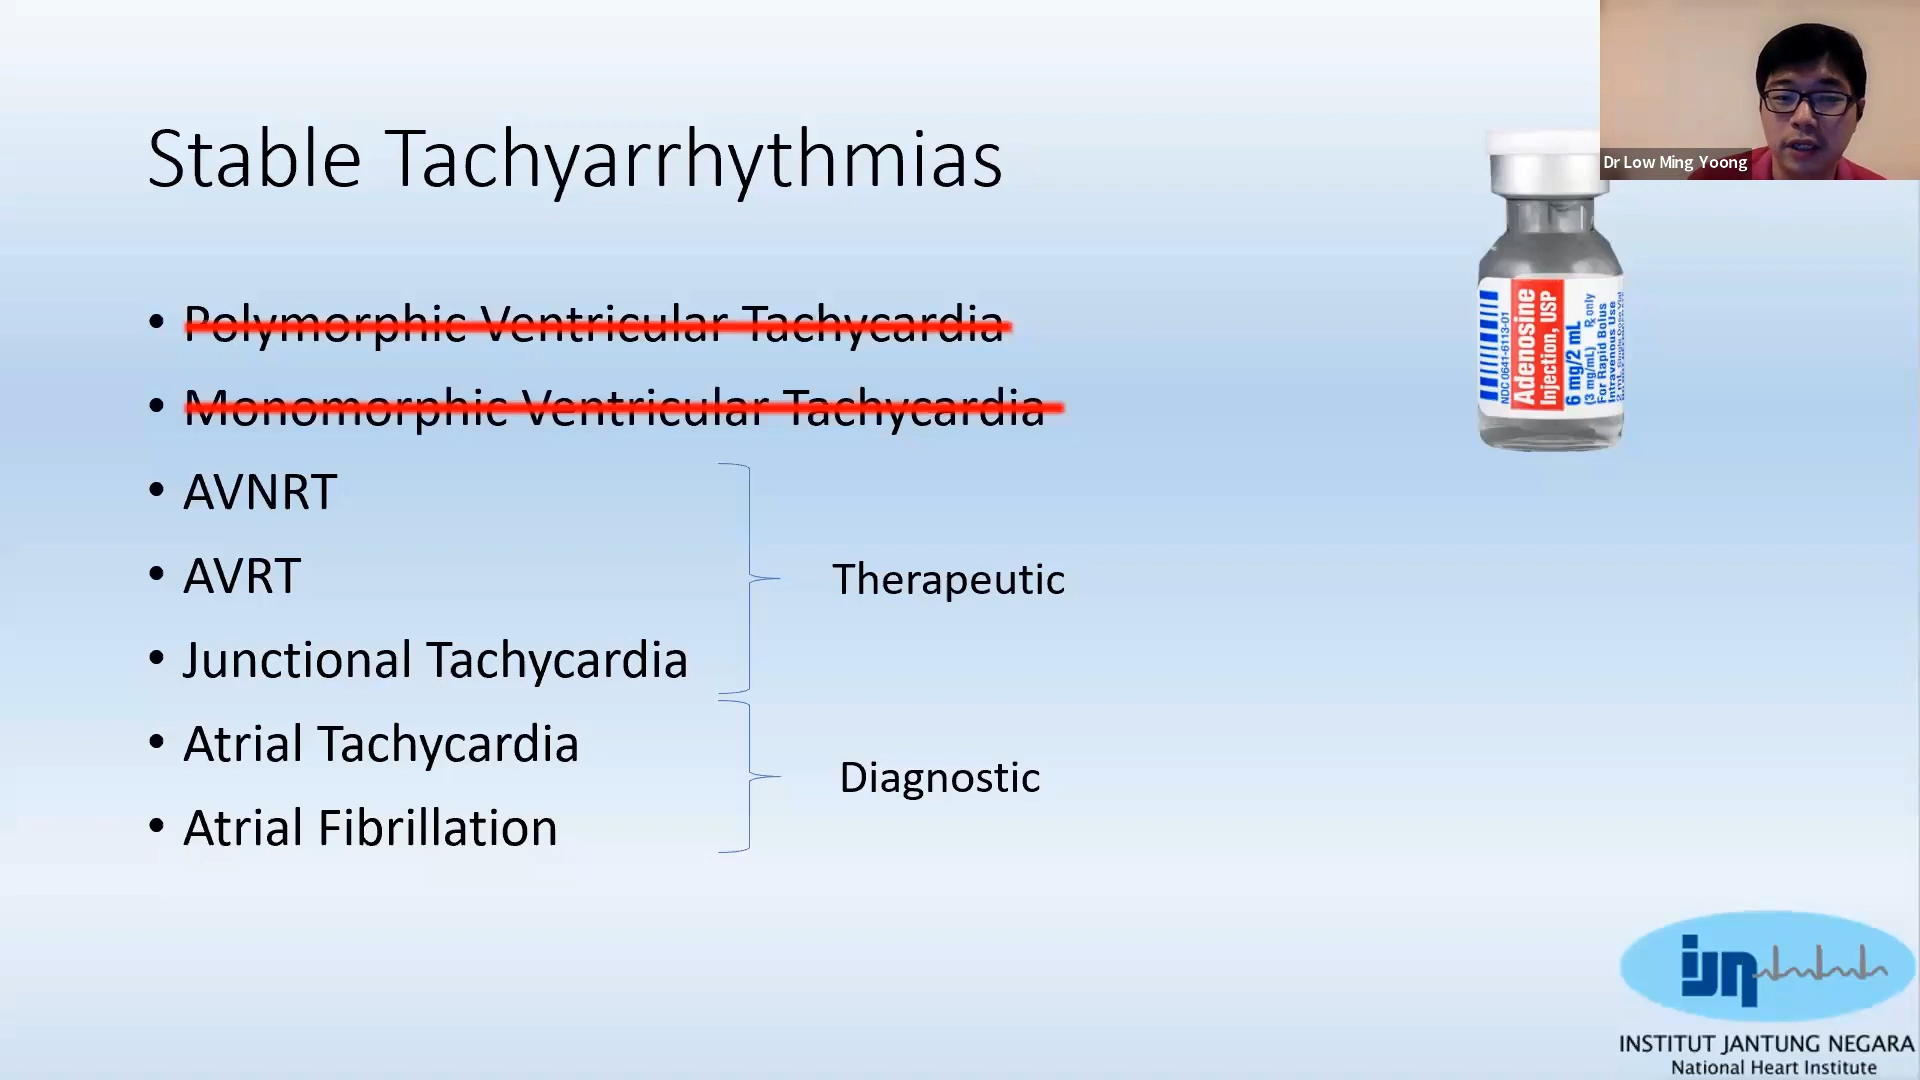 Stable Tachyarrhythmias
Dr Low Ming Yoong
• Polymorphic Ventricular Tachycardia
• Monomorphic Ventricular Tachycardia
• AVNRT
• AVRT
• Junctional Tachycardia
• Atrial Tachycardia
• Atrial Fibrillation
Therapeutic
Diagnostic
NDC 0641-6113-01
Adenosine
Injection, USP
6 mg/2 mL
(3 mg/mL) Rx only
For Rapid Bolus
Intravenous Use
ijn
INSTITUT JANTUNG NEGARA
National Heart Institute